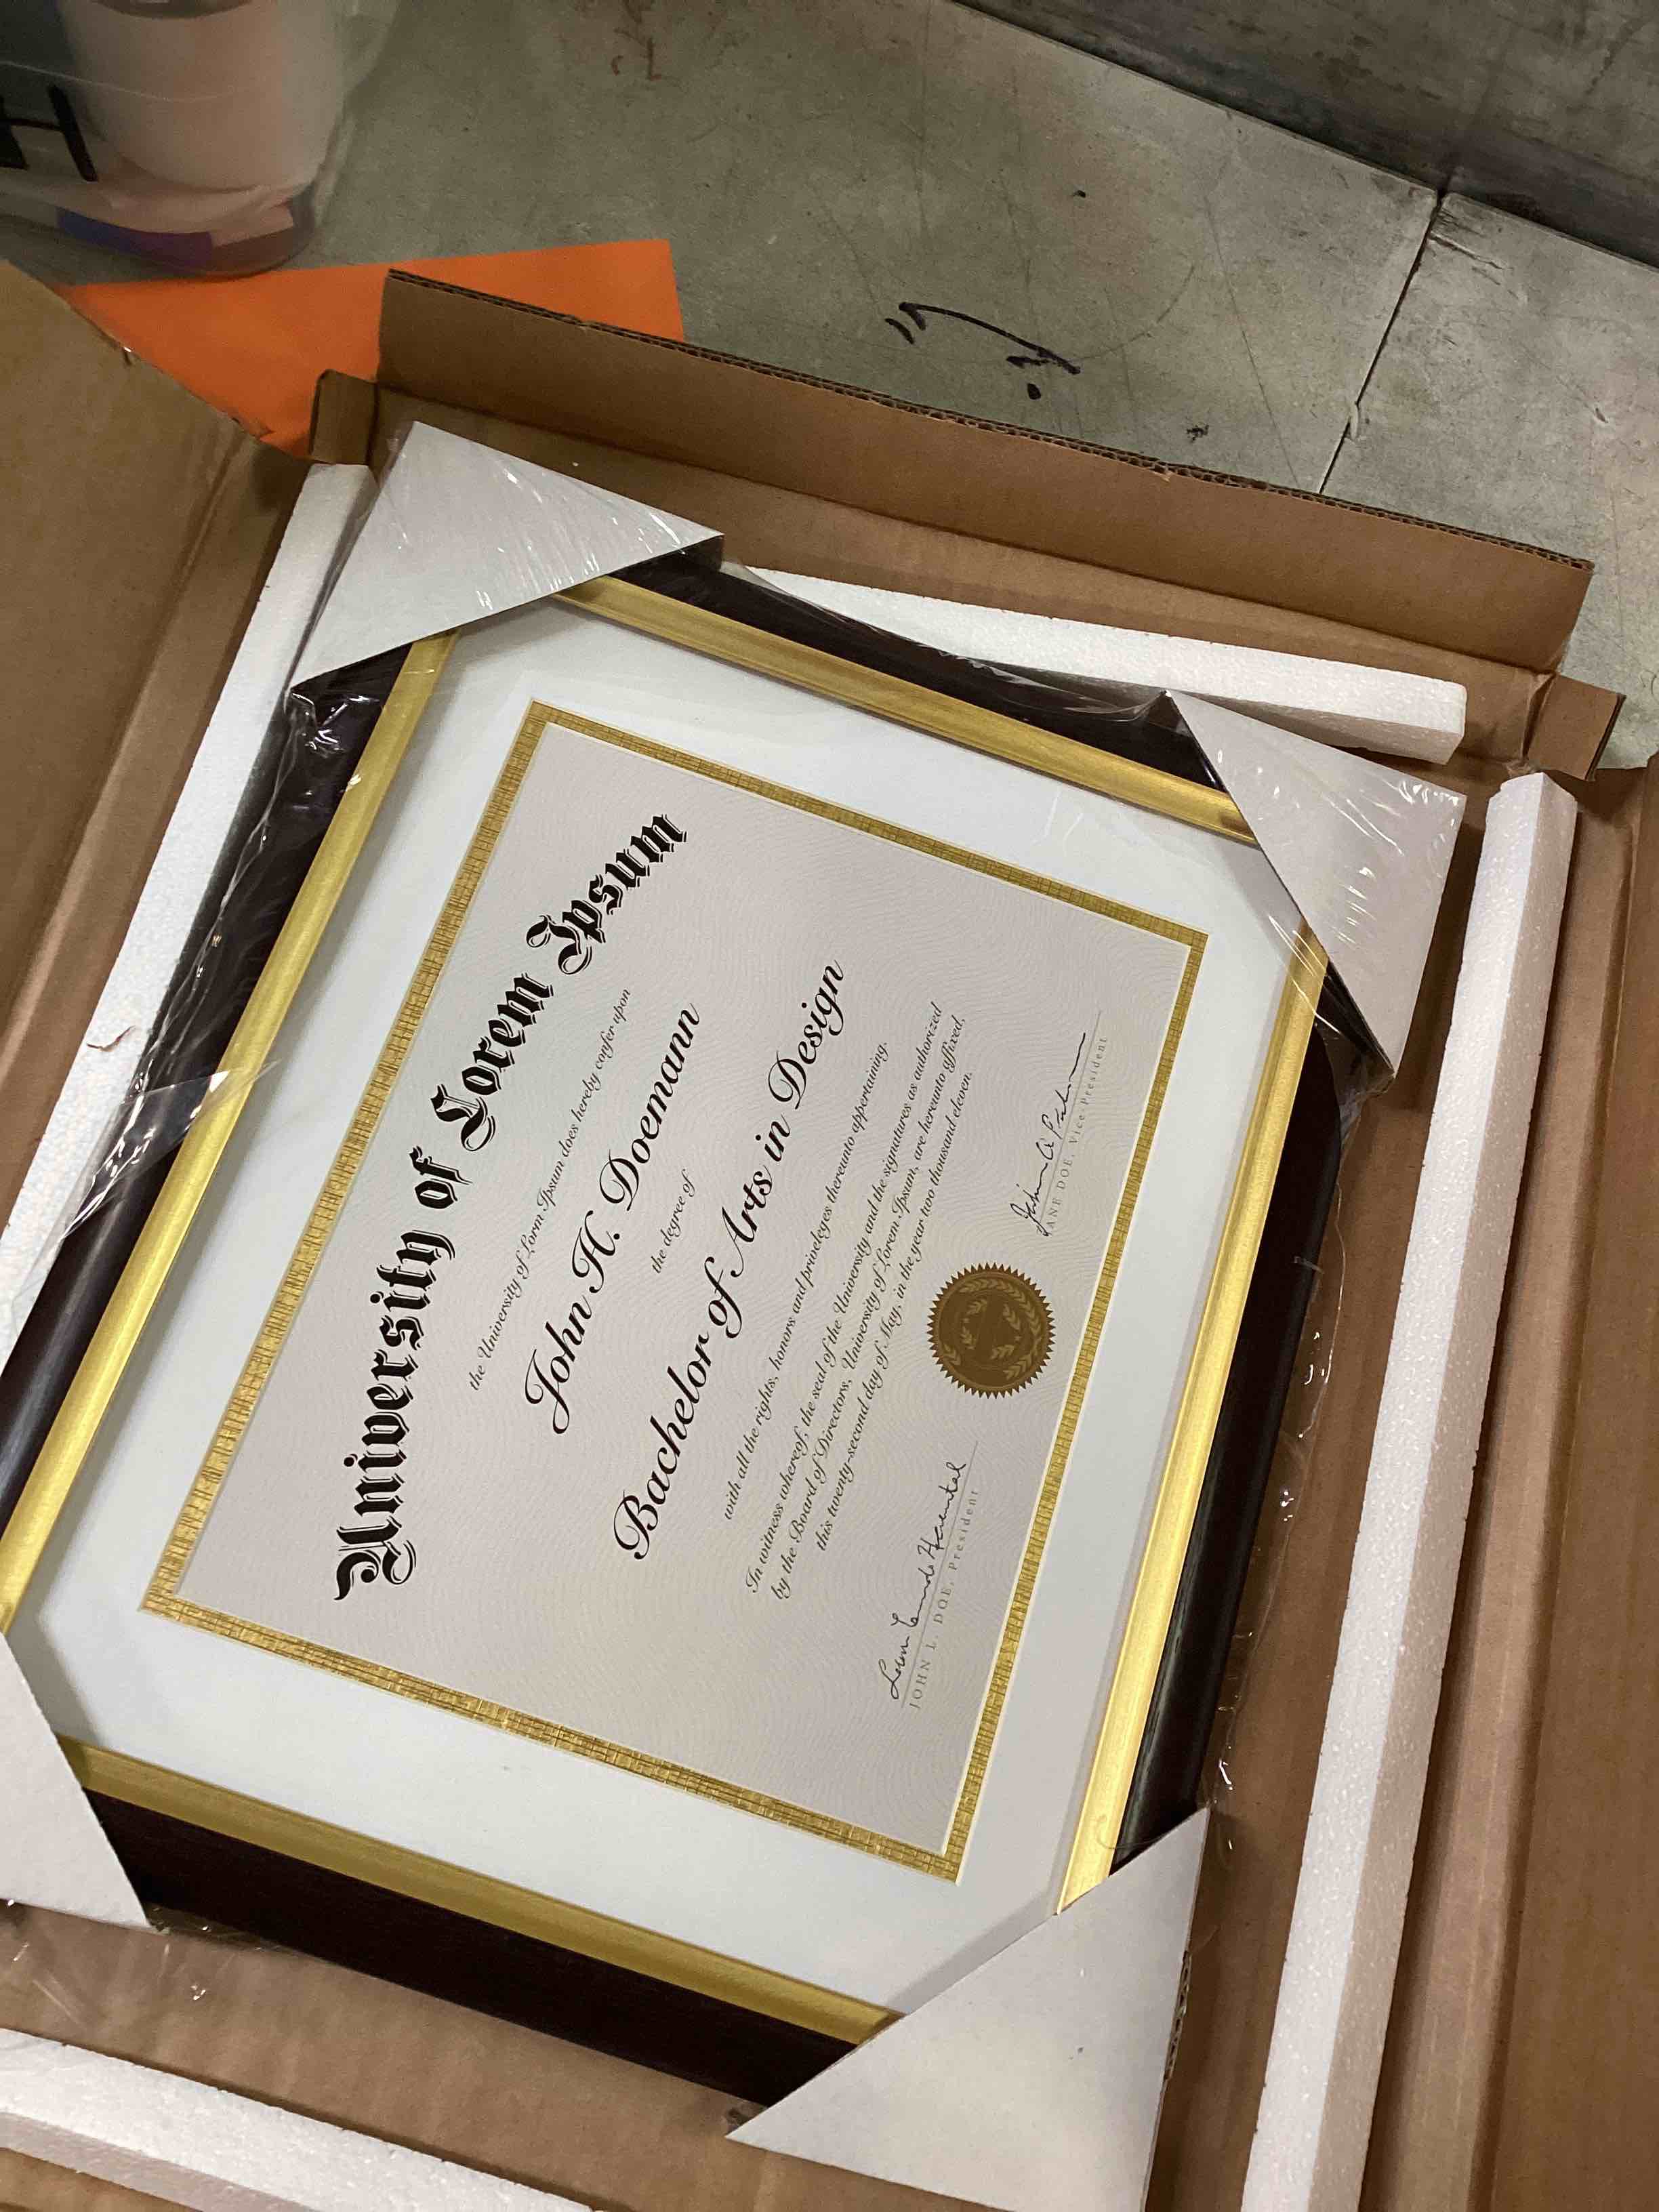 University of Lorem Ipsum
the University of Lorm Ipsum does hereby confer upon
John H. Doemann
the degree of
Bachelor of Arts in Design
with all the rights, honors and priveleges thereunto appertaining.
In witness whereof, the seal of the University and the signatures as authorized
by the Board of Directors, University of Lorem Ipsum, are hereunto affixed,
this twenty-second day of May, in the year two thousand eleven.
JOHN L. DOE, President
JANE DOE, Vice-President